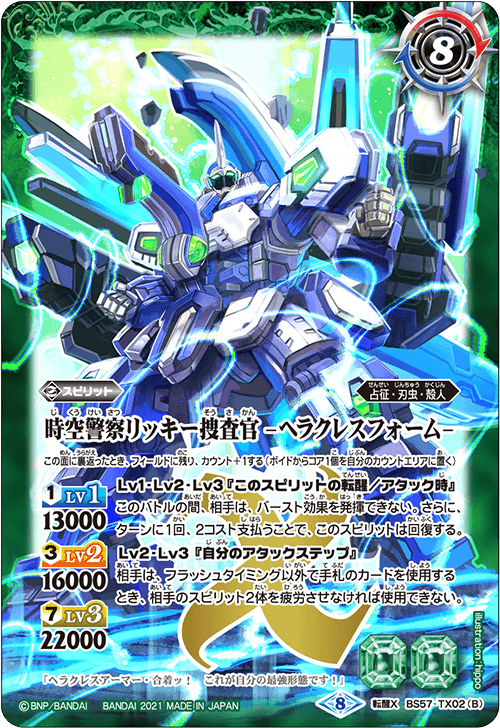 8
スピリット
占征・刃虫・殻人
時空警察リッキー捜査官 -ヘラクレスフォーム-
この面に裏返ったとき、フィールドに残り、カウント+1する(ボイドからコア1個を自分のカウントエリアに置く)
1 LV1 13000
Lv1・Lv2・Lv3『このスピリットの転醒/アタック時』
このバトルの間、相手は、バースト効果を発揮できない。さらに、
ターンに1回、2コスト支払うことで、このスピリットは回復する。
3 LV2 16000
Lv2・Lv3『自分のアタックステップ』
相手は、フラッシュタイミング以外で手札のカードを使用する
とき、相手のスピリット2体を疲労させなければ使用できない。
7 LV3 22000
「ヘラクレスアーマー・合着ッ! これが自分の最強形態です!」
illustration:Hippo
©BNP/BANDAI BANDAI 2021 MADE IN JAPAN
8
転醒X BS57-TX02(B)